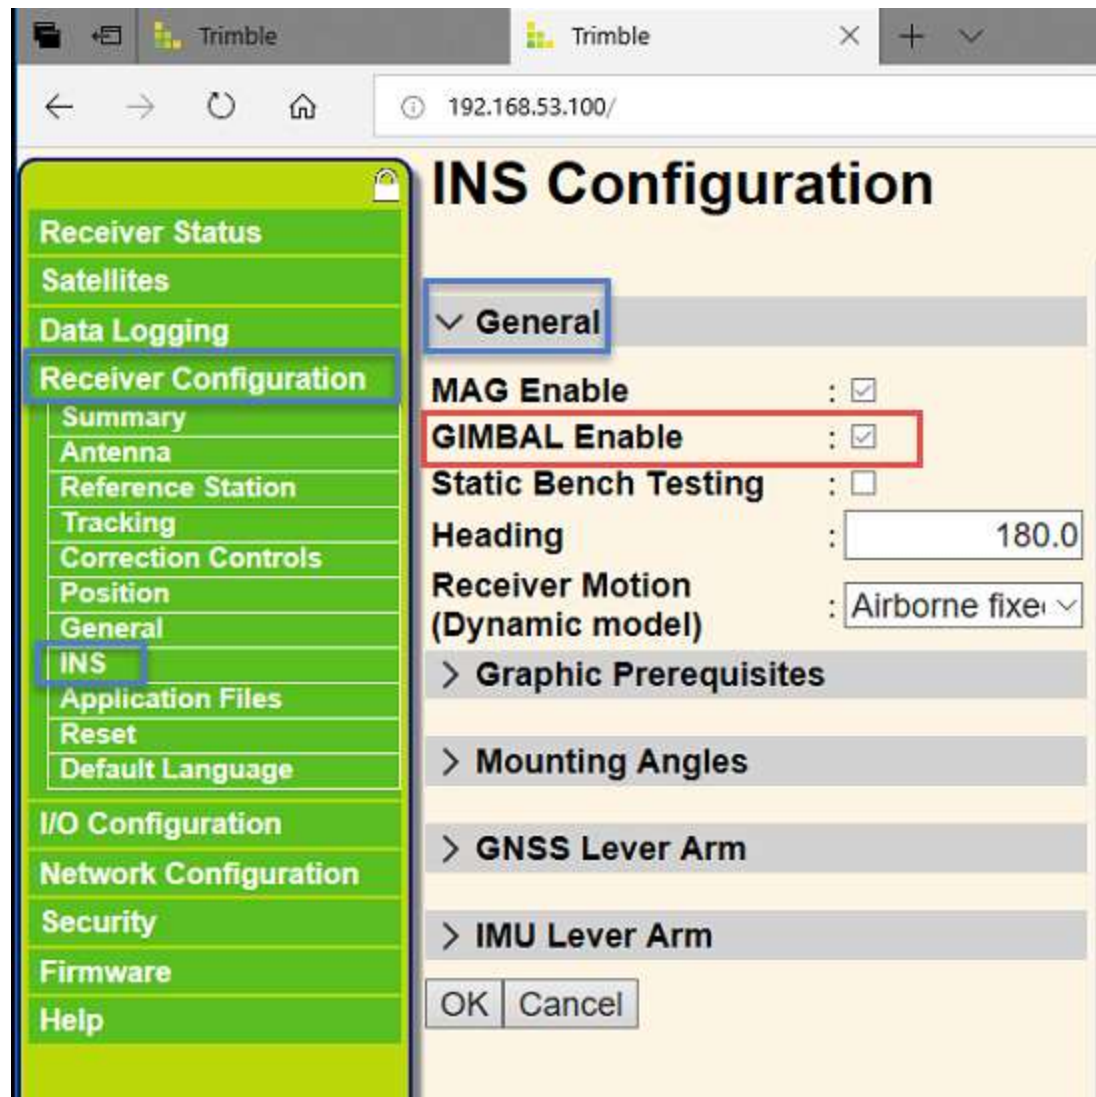 Trimble
Trimble
192.168.53.100/
INS Configuration
Receiver Status
Satellites
Data Logging
Receiver Configuration
Summary
Antenna
Reference Station
Tracking
Correction Controls
Position
General
INS
Application Files
Reset
Default Language
I/O Configuration
Network Configuration
Security
Firmware
Help
General
MAG Enable :
GIMBAL Enable :
Static Bench Testing :
Heading : 180.0
Receiver Motion
(Dynamic model) : Airborne fixe
Graphic Prerequisites
Mounting Angles
GNSS Lever Arm
IMU Lever Arm
OK Cancel